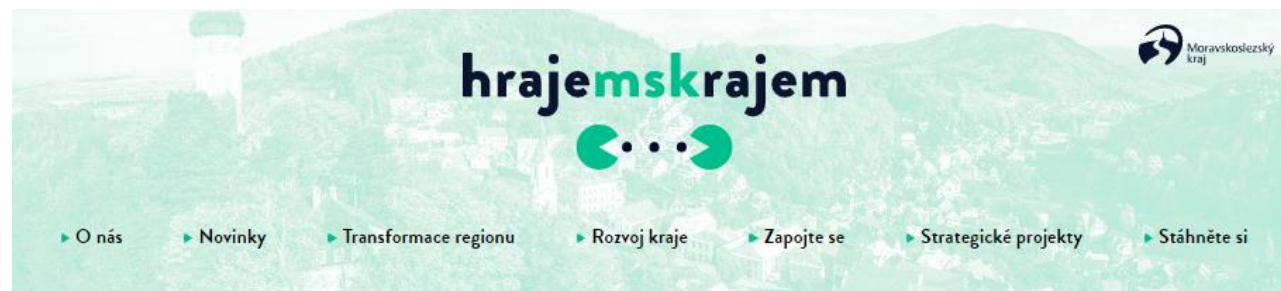 Moravskoslezský
kraj
hrajemskrajem
O nás
Novinky
Transformace regionu
Rozvoj kraje
Zapojte se
Strategické projekty
Stáhněte si